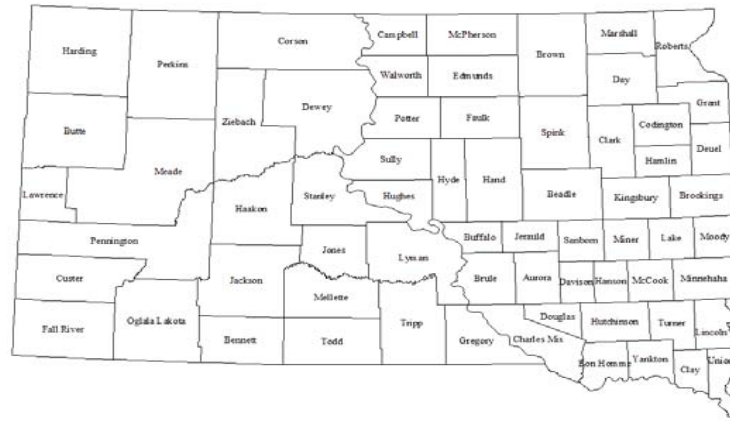 Harding
Perkins
Corson
Campbell
McPherson
Brown
Marshall
Roberts
Walworth
Edmunds
Day
Butte
Ziebach
Dewey
Potter
Faulk
Spink
Clark
Codington
Grant
Hamlin
Deuel
Meade
Sully
Hyde
Hand
Beadle
Kingsbury
Brookings
Lawrence
Haakon
Stanley
Hughes
Pennington
Jones
Lyman
Buffalo
Jerauld
Sanborn
Miner
Lake
Moody
Custer
Jackson
Mellette
Brule
Aurora
Davison
Hanson
McCook
Minnehaha
Fall River
Oglala Lakota
Bennett
Todd
Tripp
Gregory
Charles Mix
Douglas
Hutchinson
Turner
Lincoln
Bon Homme
Yankton
Clay
Union